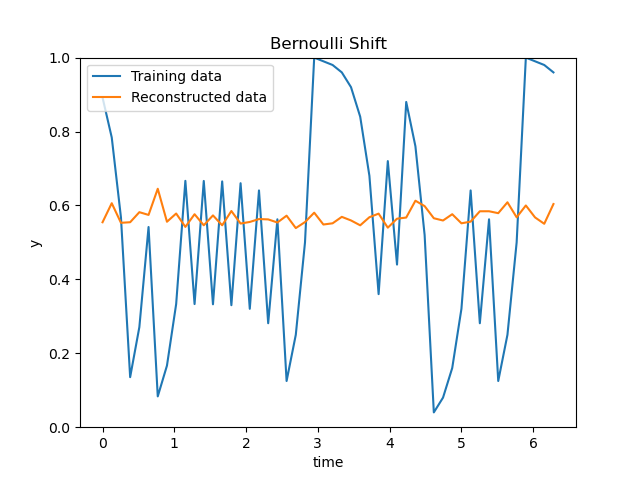 Bernoulli Shift
Training data
Reconstructed data
y
1.0
0.8
0.6
0.4
0.2
0.0
0 1 2 3 4 5 6
time